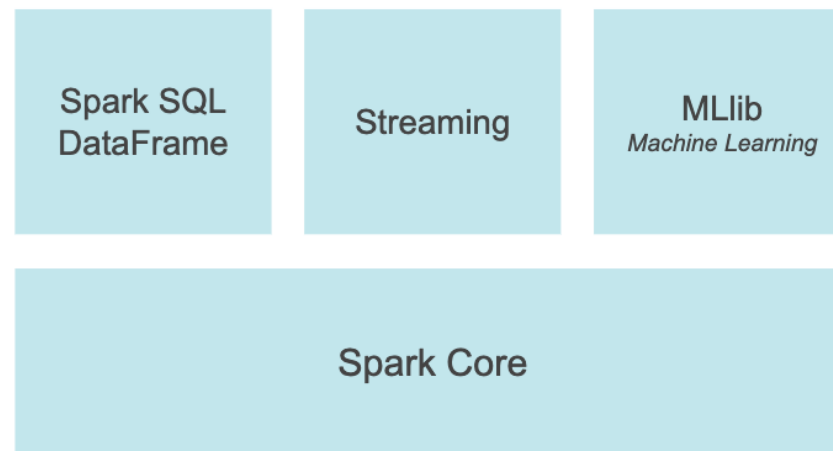 Spark SQL
DataFrame
Streaming
MLlib
Machine Learning
Spark Core